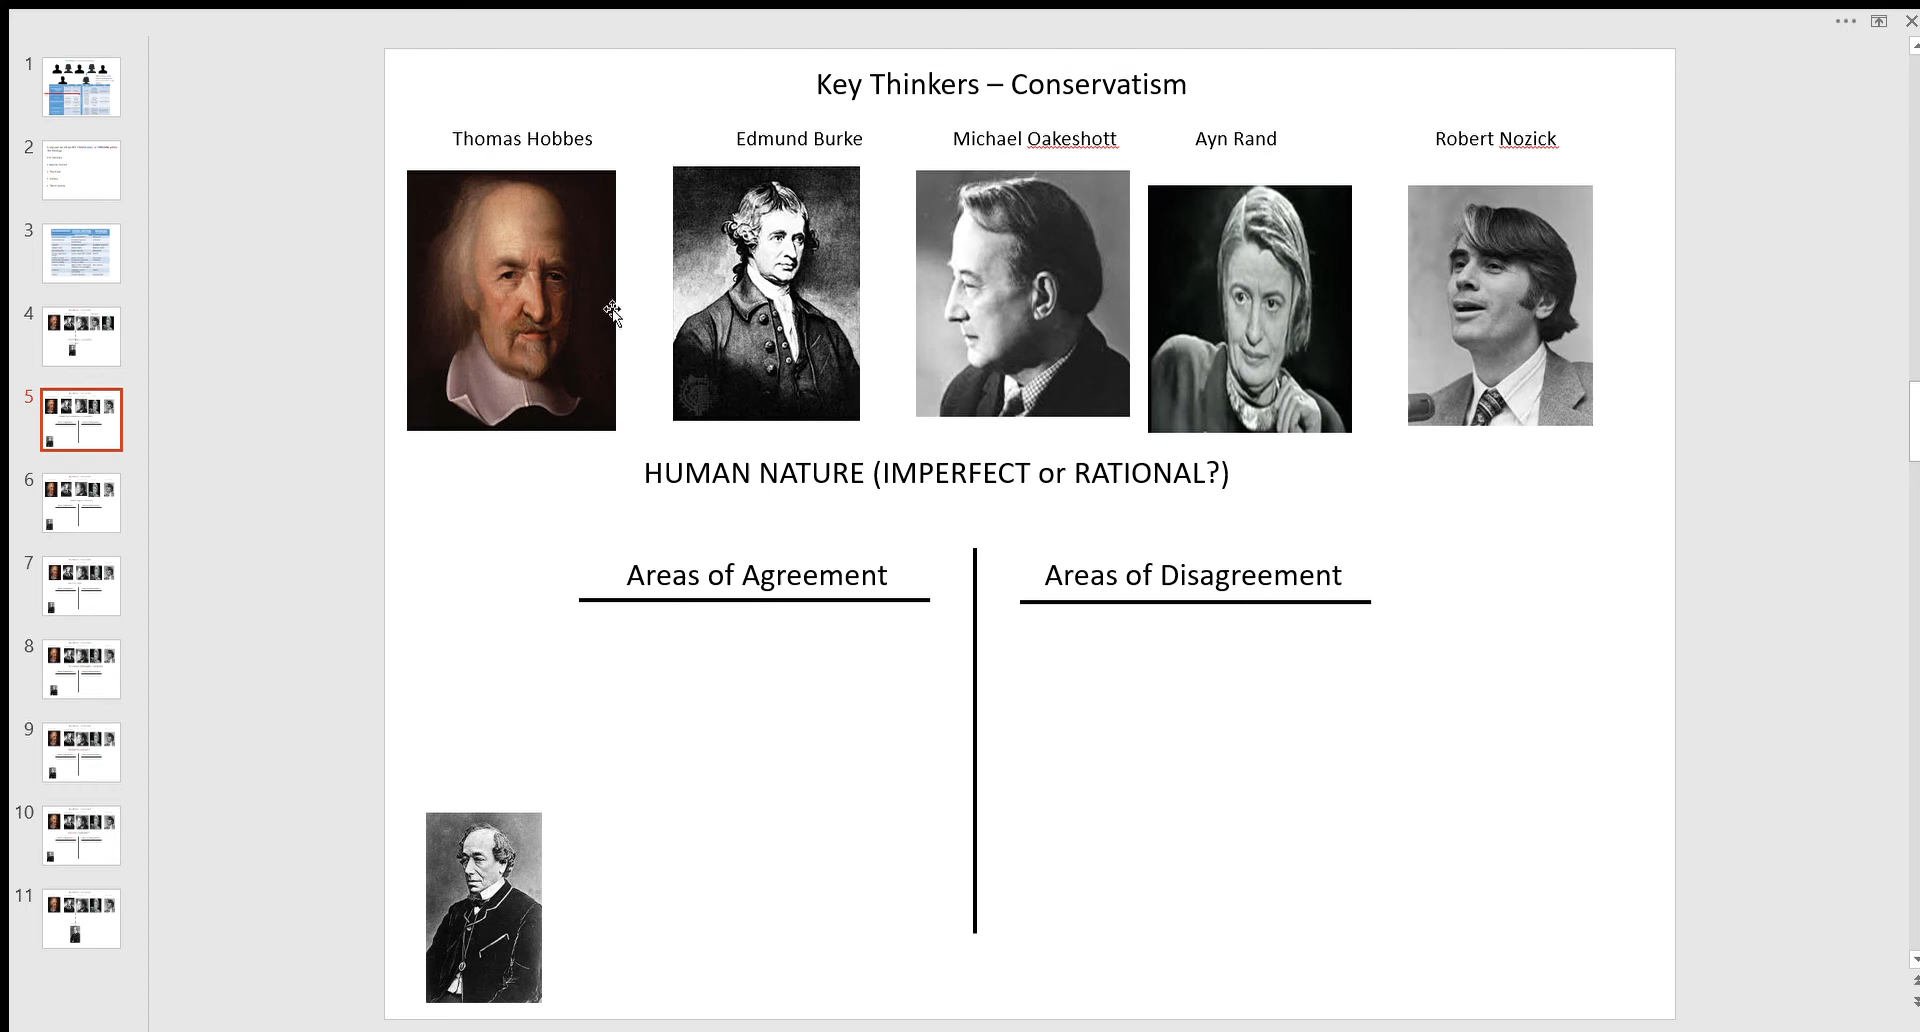 Key Thinkers – Conservatism
Thomas Hobbes
Edmund Burke
Michael Oakeshott
Ayn Rand
Robert Nozick
HUMAN NATURE (IMPERFECT or RATIONAL?)
Areas of Agreement
Areas of Disagreement
1
2
3
4
5
6
7
8
9
10
11